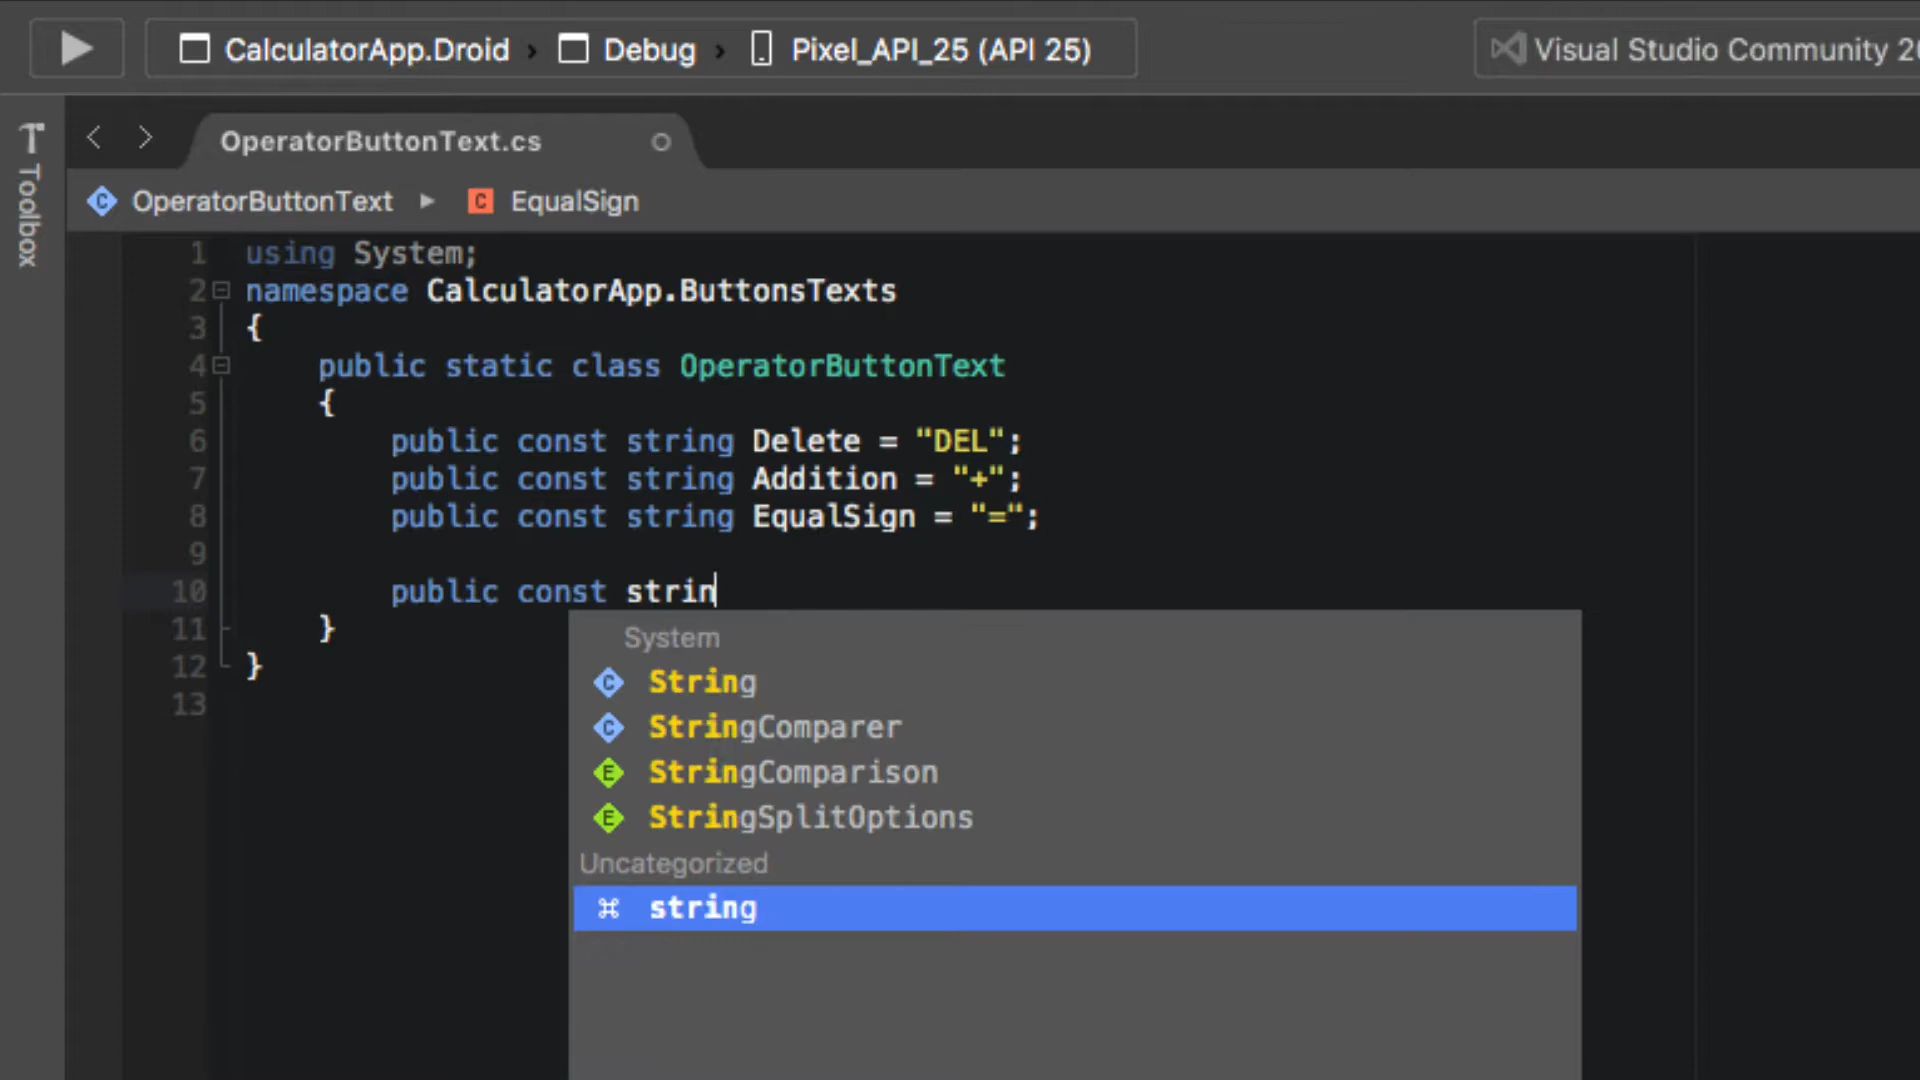 CalculatorApp.Droid › Debug › Pixel_API_25 (API 25)
Visual Studio Community
Toolbox
OperatorButtonText.cs
OperatorButtonText ▸ EqualSign
1 using System;
2 namespace CalculatorApp.ButtonsTexts
3 {
4 public static class OperatorButtonText
5 {
6 public const string Delete = "DEL";
7 public const string Addition = "+";
8 public const string EqualSign = "=";
9
10 public const strin
11 }
12 }
13
System
String
StringComparer
StringComparison
StringSplitOptions
Uncategorized
string